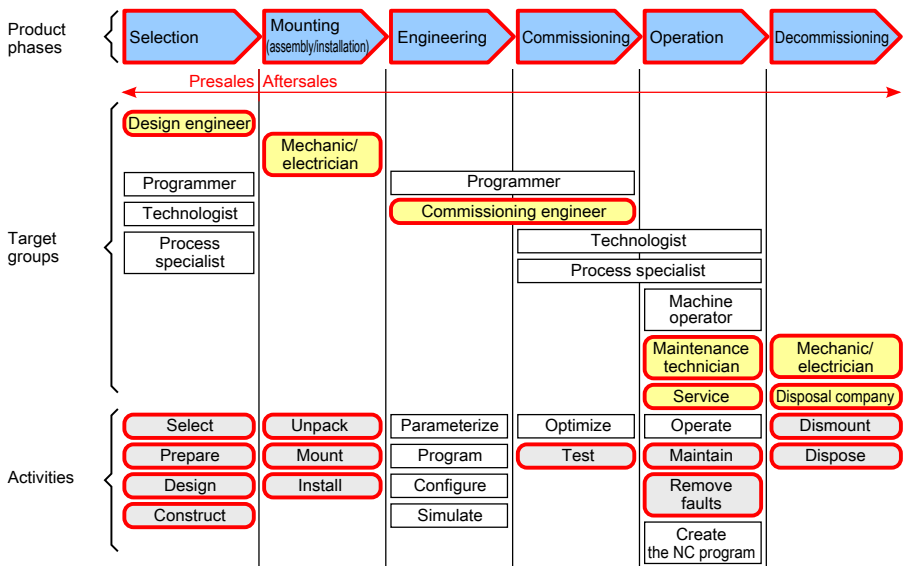 Product
phases
Selection
Mounting
(assembly/installation)
Engineering
Commissioning
Operation
Decommissioning
Presales Aftersales
Target
groups
Design engineer
Mechanic/
electrician
Programmer
Programmer
Technologist
Commissioning engineer
Process
specialist
Technologist
Process specialist
Machine
operator
Maintenance
technician
Mechanic/
electrician
Service
Disposal company
Activities
Select
Unpack
Parameterize
Optimize
Operate
Dismount
Prepare
Mount
Program
Test
Maintain
Dispose
Design
Install
Configure
Remove
faults
Construct
Simulate
Create
the NC program